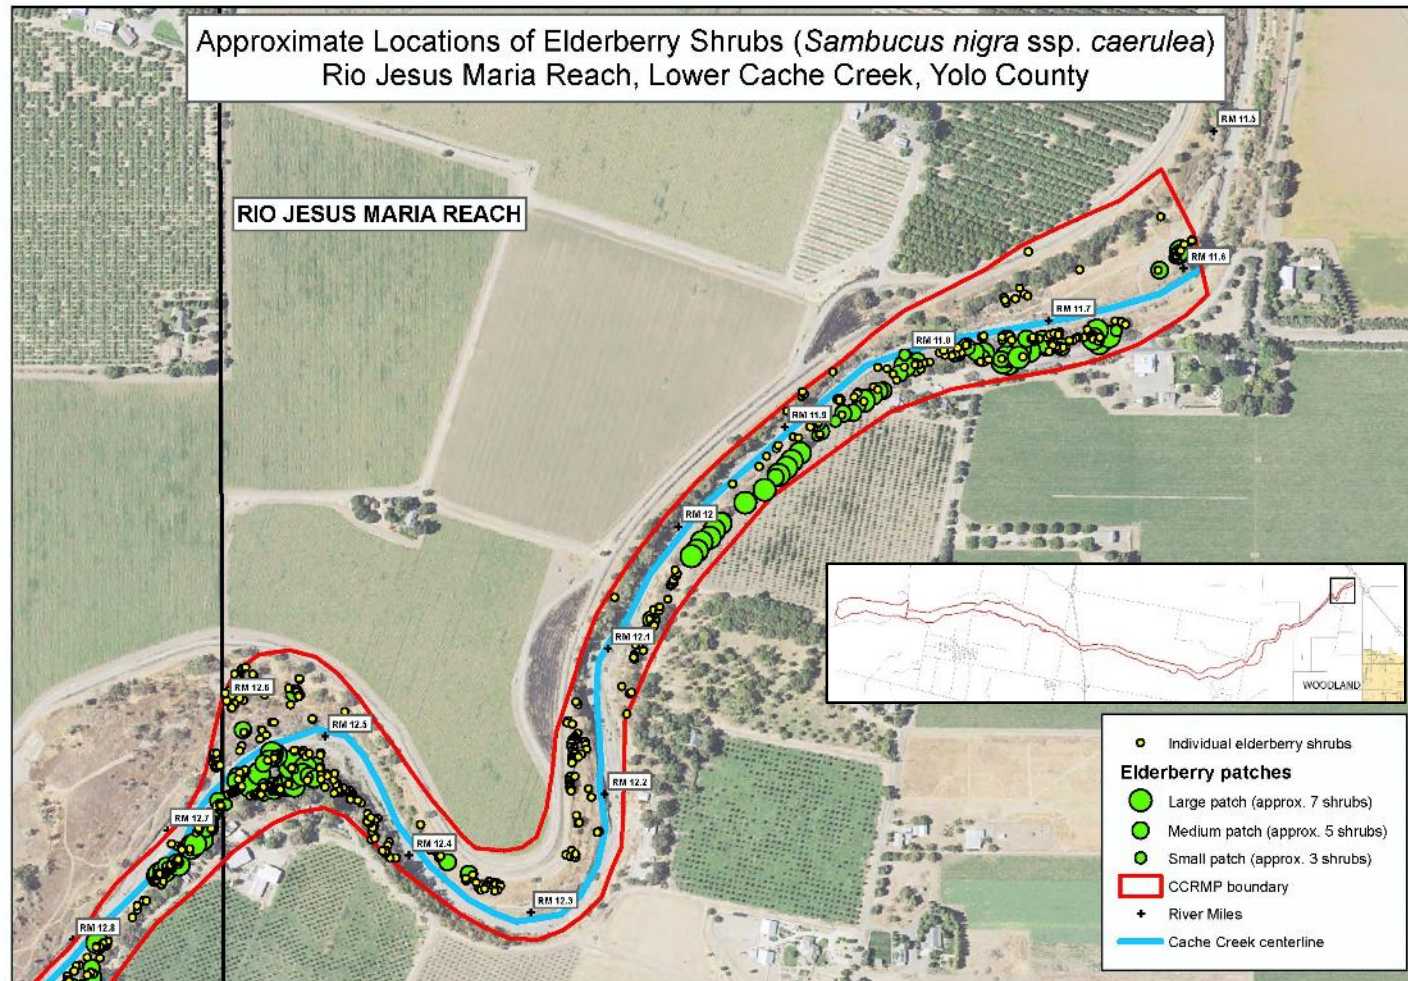 Approximate Locations of Elderberry Shrubs (Sambucus nigra ssp. caerulea)
Rio Jesus Maria Reach, Lower Cache Creek, Yolo County
RM 11.5
RIO JESUS MARIA REACH
RM 11.6
RM 11.7
RM 11.8
RM 11.9
RM 12
RM 12.1
RM 12.6
RM 12.5
RM 12.2
RM 12.7
RM 12.4
RM 12.3
RM 12.8
WOODLAND
Individual elderberry shrubs
Elderberry patches
Large patch (approx. 7 shrubs)
Medium patch (approx. 5 shrubs)
Small patch (approx. 3 shrubs)
CCRMP boundary
River Miles
Cache Creek centerline